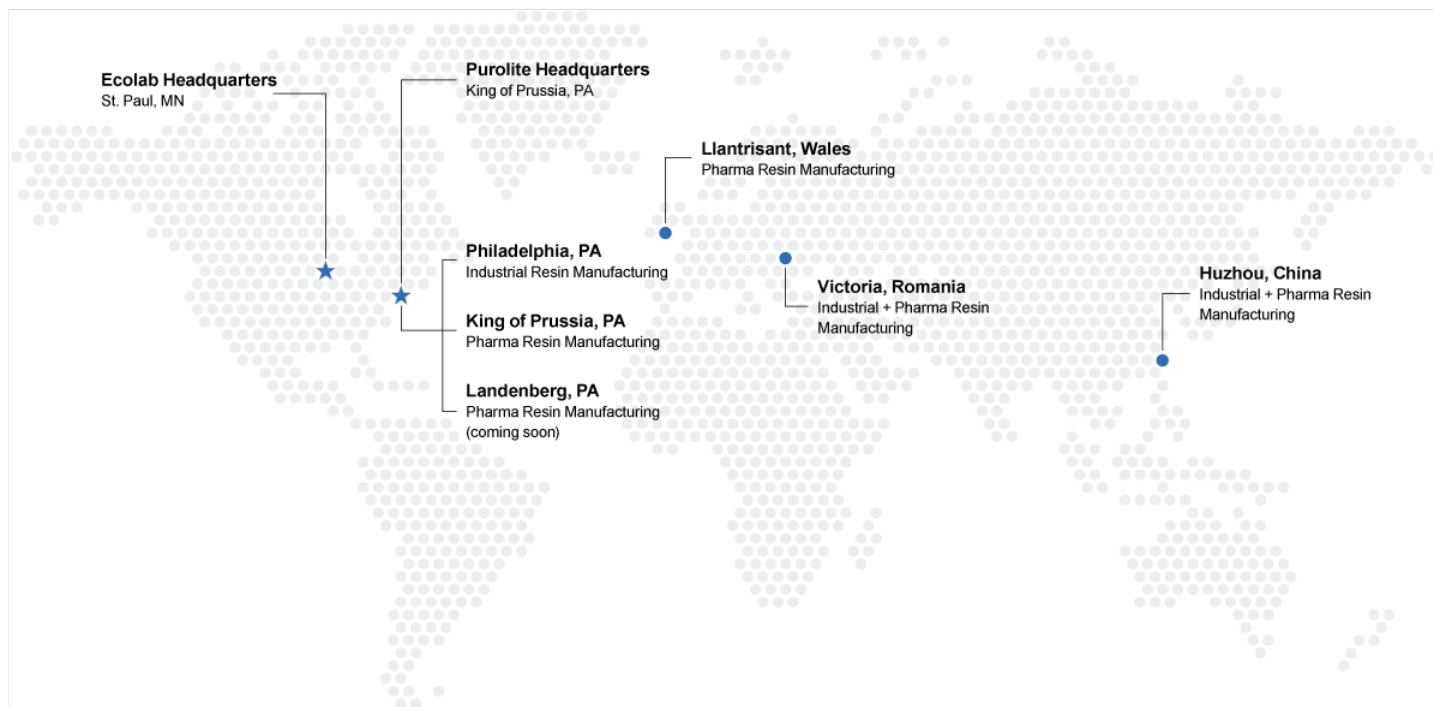 Ecolab Headquarters
St. Paul, MN
Purolite Headquarters
King of Prussia, PA
Llantrisant, Wales
Pharma Resin Manufacturing
Philadelphia, PA
Industrial Resin Manufacturing
King of Prussia, PA
Pharma Resin Manufacturing
Landenberg, PA
Pharma Resin Manufacturing
(coming soon)
Victoria, Romania
Industrial + Pharma Resin
Manufacturing
Huzhou, China
Industrial + Pharma Resin
Manufacturing